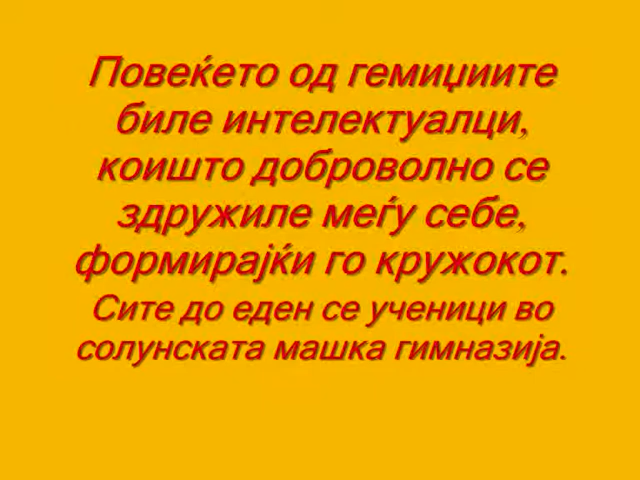 Повеќето од гемиџиите
биле интелектуалци,
коишто доброволно се
здружиле меѓу себе,
формирајќи го кружокот.
Сите до еден се ученици во
солунската машка гимназија.